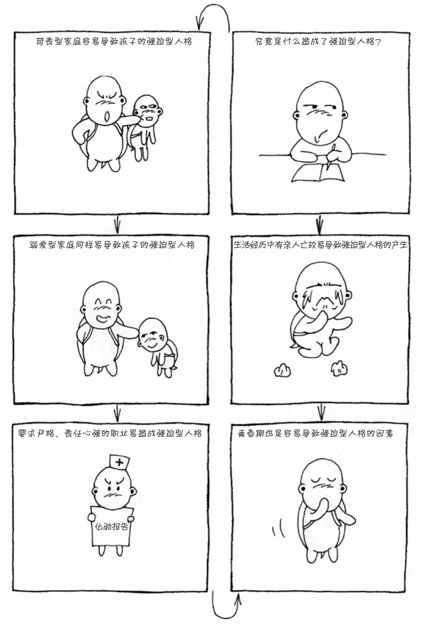 究竟是什么造成了强迫型人格?
苛责型家庭容易导致孩子的强迫型人格
溺爱型家庭同样易导致孩子的强迫型人格
要求严格、责任心强的职业易造成强迫型人格
化验报告
生活经历中有亲人亡故易导致强迫型人格的产生
青春期也是容易导致强迫型人格的因素